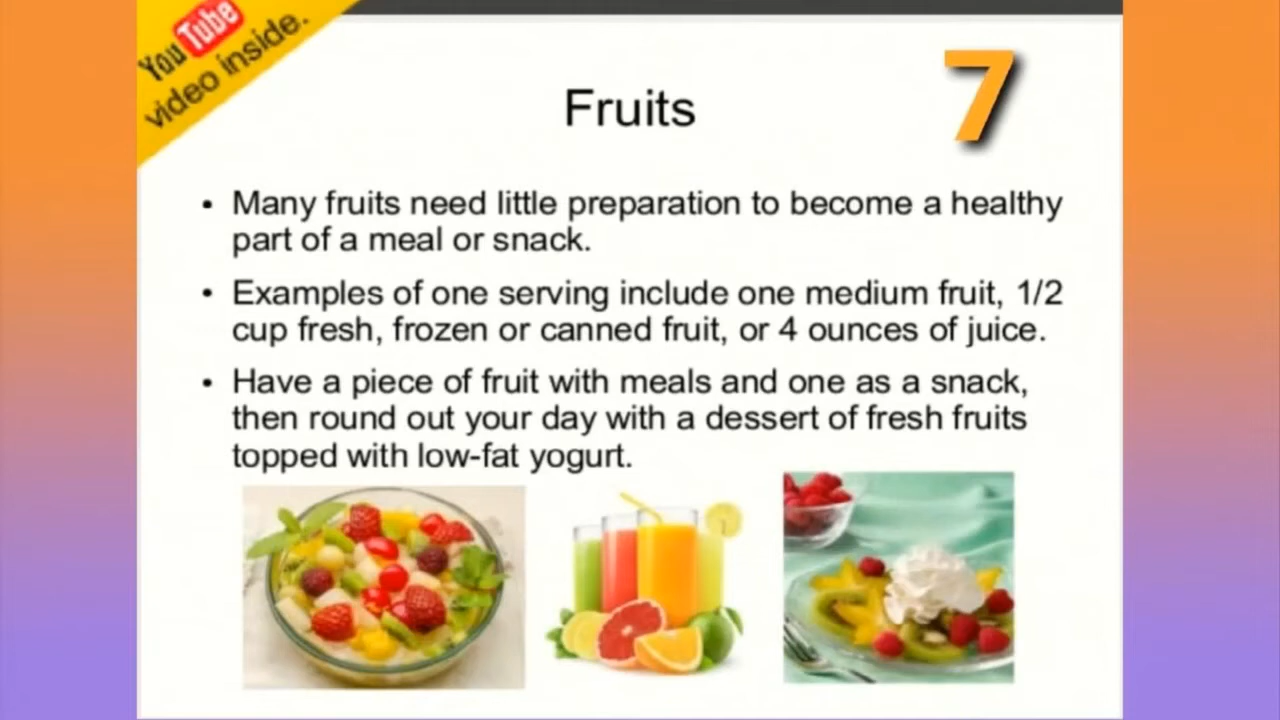 YouTube
video inside.
7
Fruits
• Many fruits need little preparation to become a healthy
part of a meal or snack.
• Examples of one serving include one medium fruit, 1/2
cup fresh, frozen or canned fruit, or 4 ounces of juice.
• Have a piece of fruit with meals and one as a snack,
then round out your day with a dessert of fresh fruits
topped with low-fat yogurt.